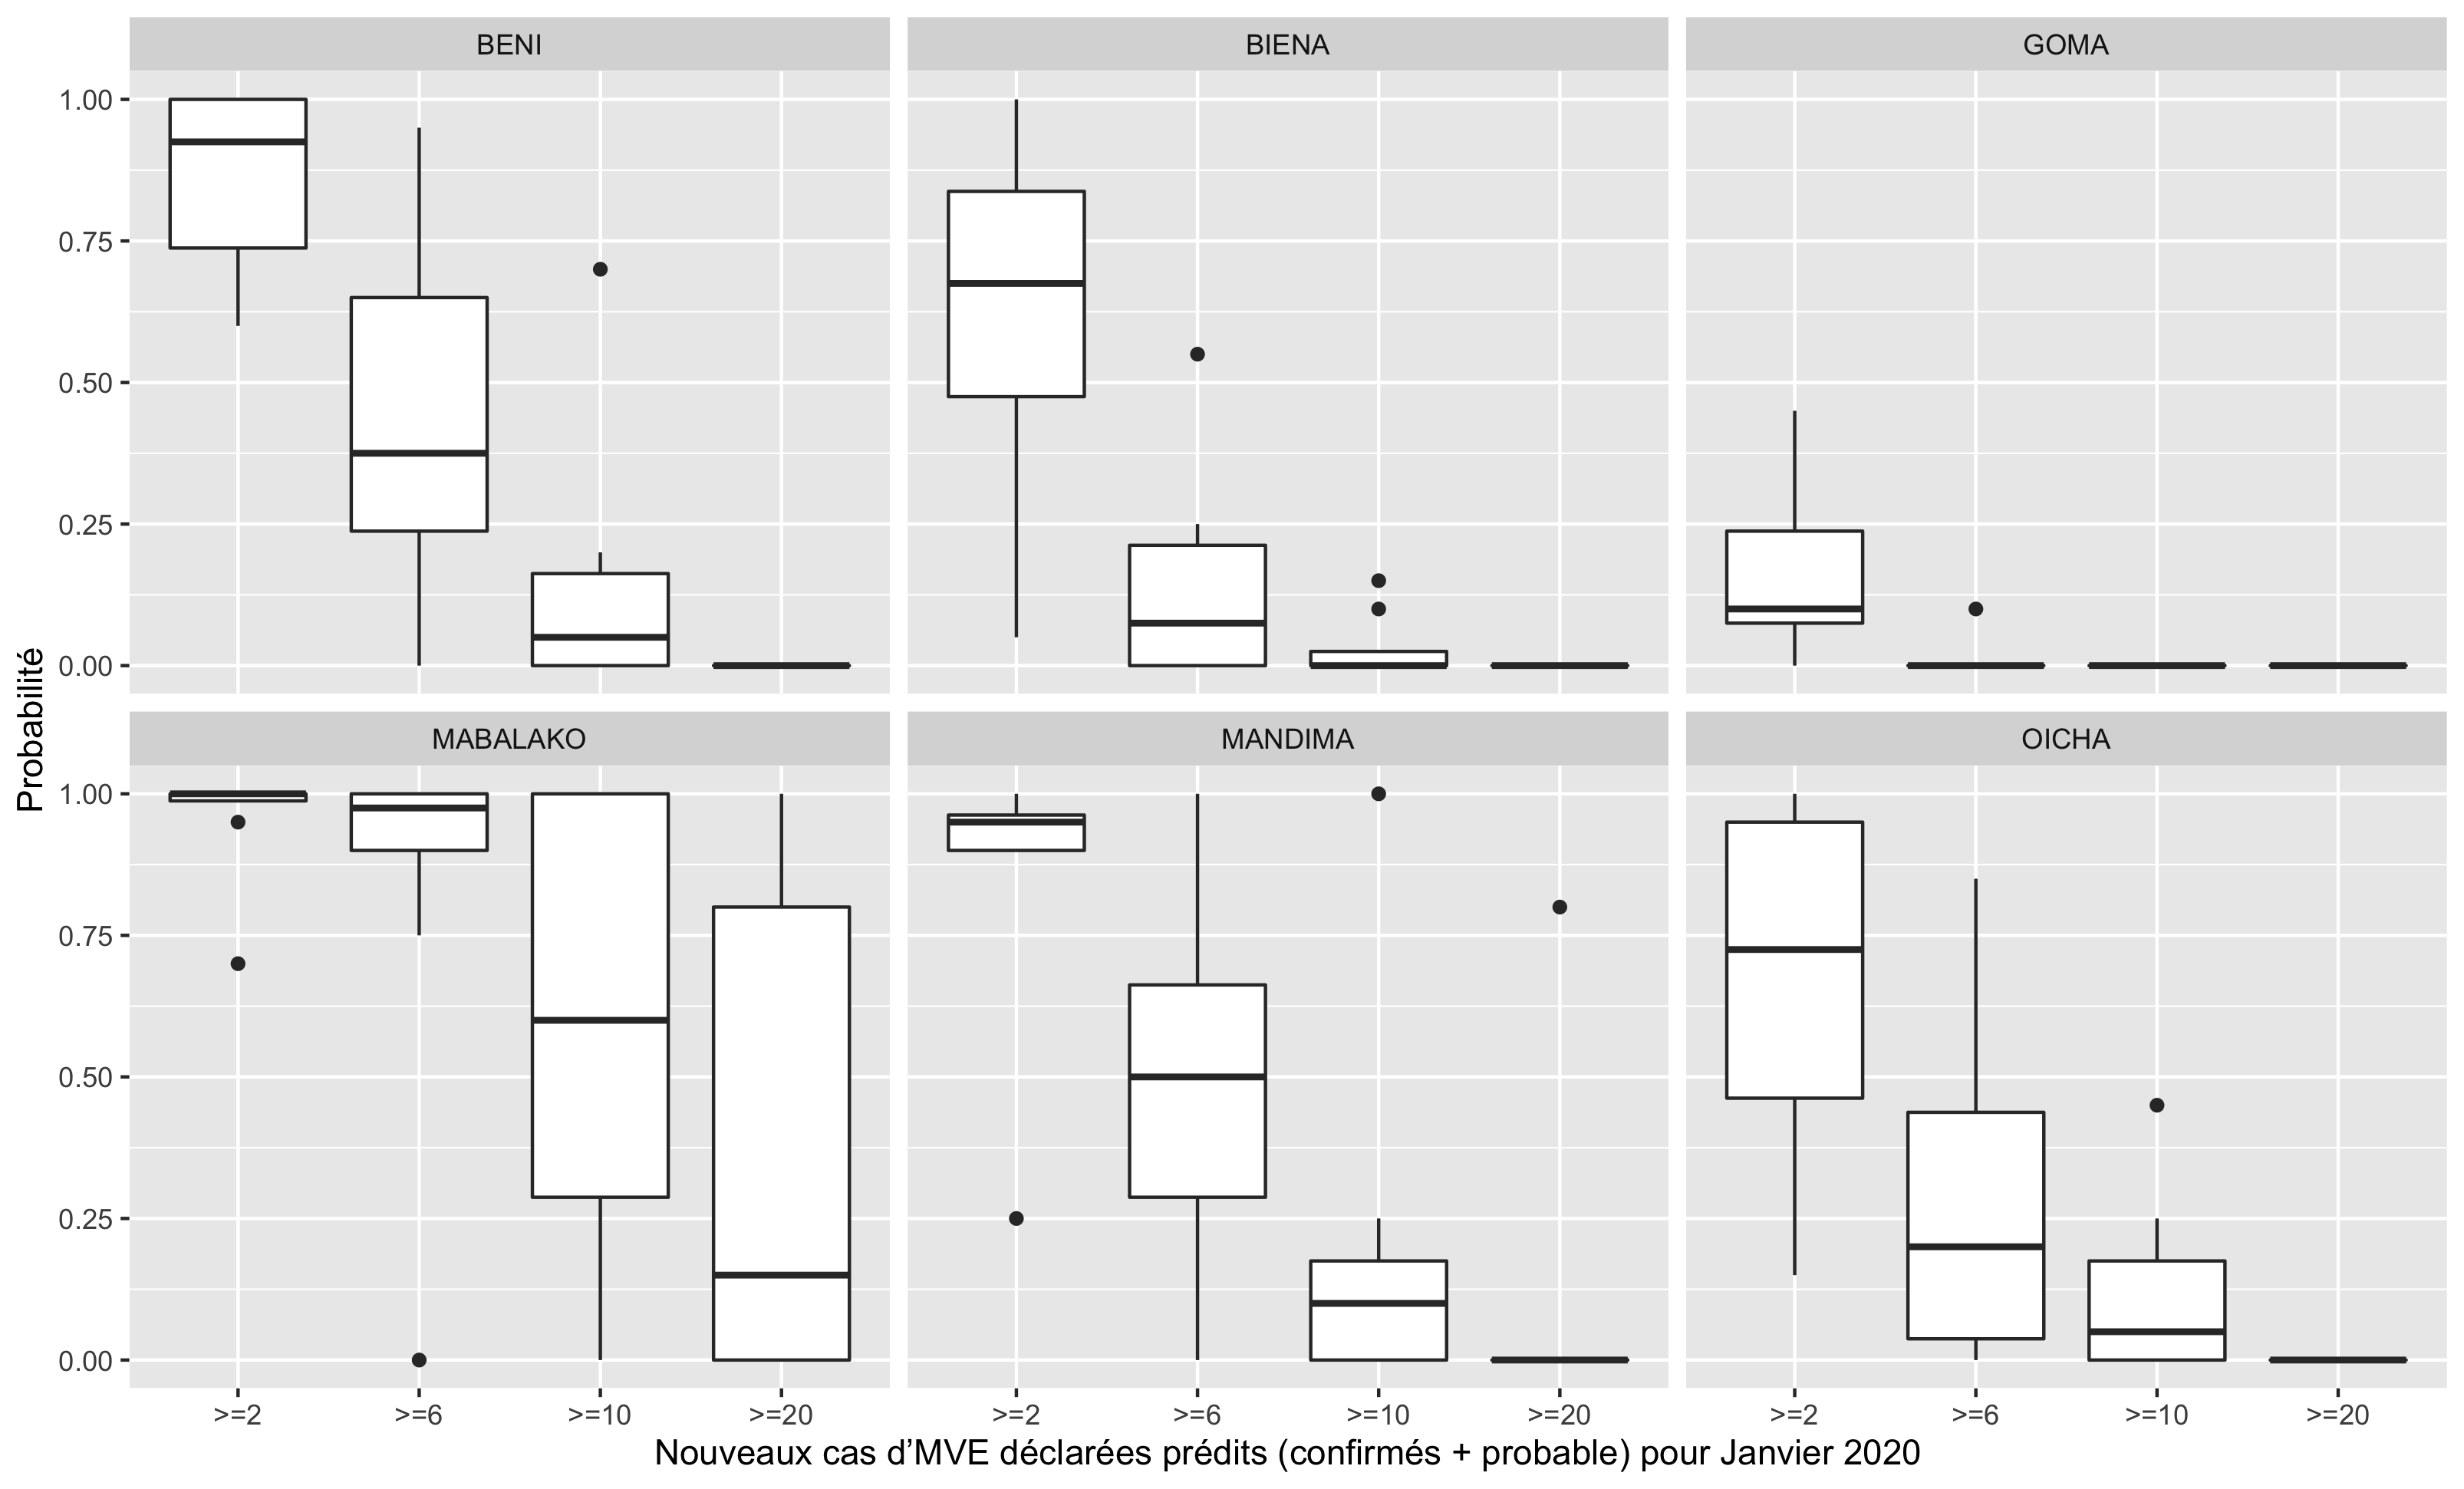 BENI
BIENA
GOMA
1.00
0.75
0.50
0.25
0.00
MABALAKO
MANDIMA
OICHA
1.00
0.75
0.50
0.25
0.00
Probabilité
>=2 >=6 >=10 >=20 >=2 >=6 >=10 >=20 >=2 >=6 >=10 >=20
Nouveaux cas d’MVE déclarées prédits (confirmés + probable) pour Janvier 2020